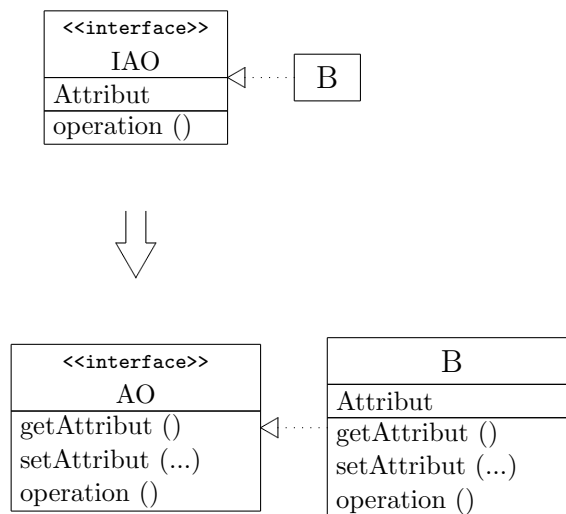 <<interface>>
IAO
Attribut
operation ()
B
<<interface>>
AO
getAttribut ()
setAttribut (...)
operation ()
B
Attribut
getAttribut ()
setAttribut (...)
operation ()